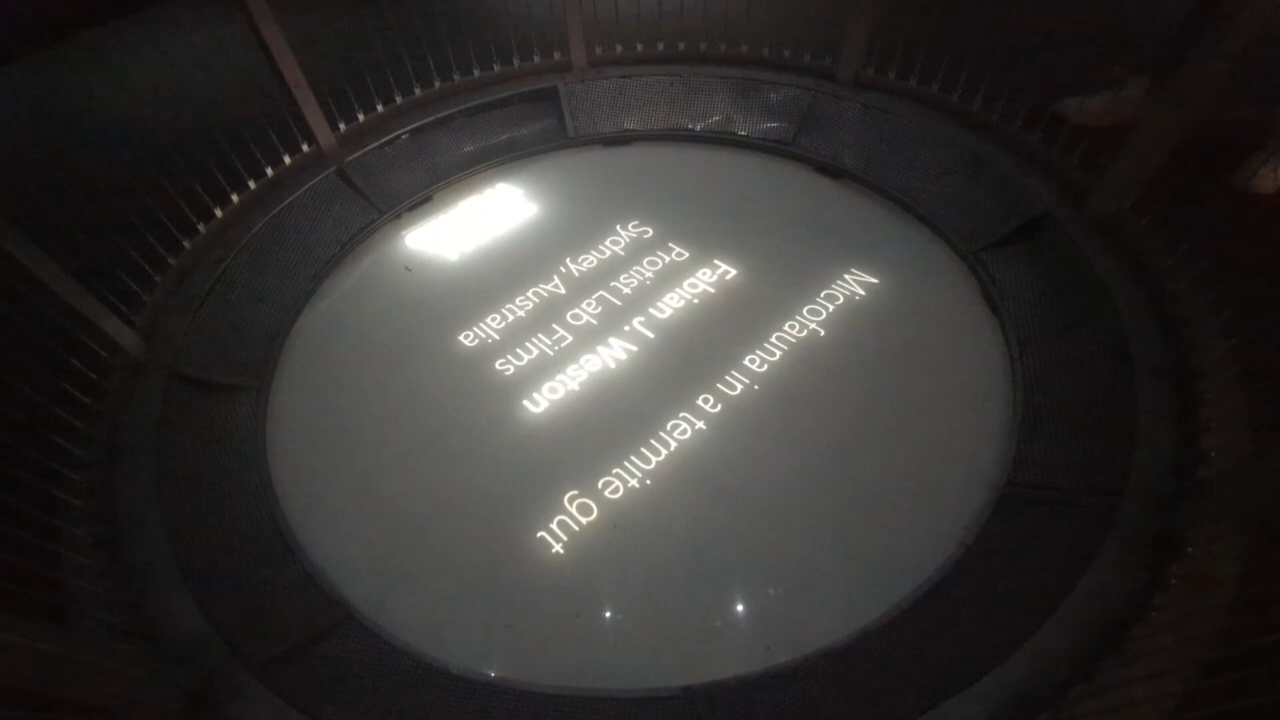 Microfauna in a termite gut
Fabian J. Weston
Protist Lab Films
Sydney, Australia